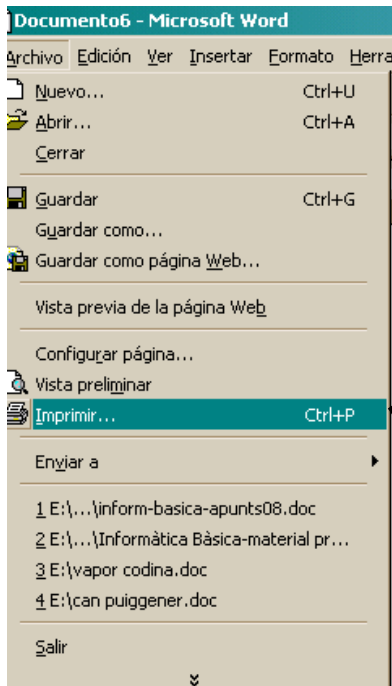 Documento6 - Microsoft Word
Archivo Edición Ver Insertar Formato Herra
Nuevo... Ctrl+U
Abrir... Ctrl+A
Cerrar
Guardar Ctrl+G
Guardar como...
Guardar como página Web...
Vista previa de la página Web
Configurar página...
Vista preliminar
Imprimir... Ctrl+P
Enviar a
1 E:\...\inform-basica-apunts08.doc
2 E:\...\Informàtica Bàsica-material pr...
3 E:\vapor codina.doc
4 E:\can puiggener.doc
Salir